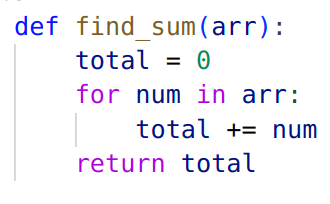 def find_sum(arr):
    total = 0
    for num in arr:
        total += num
    return total